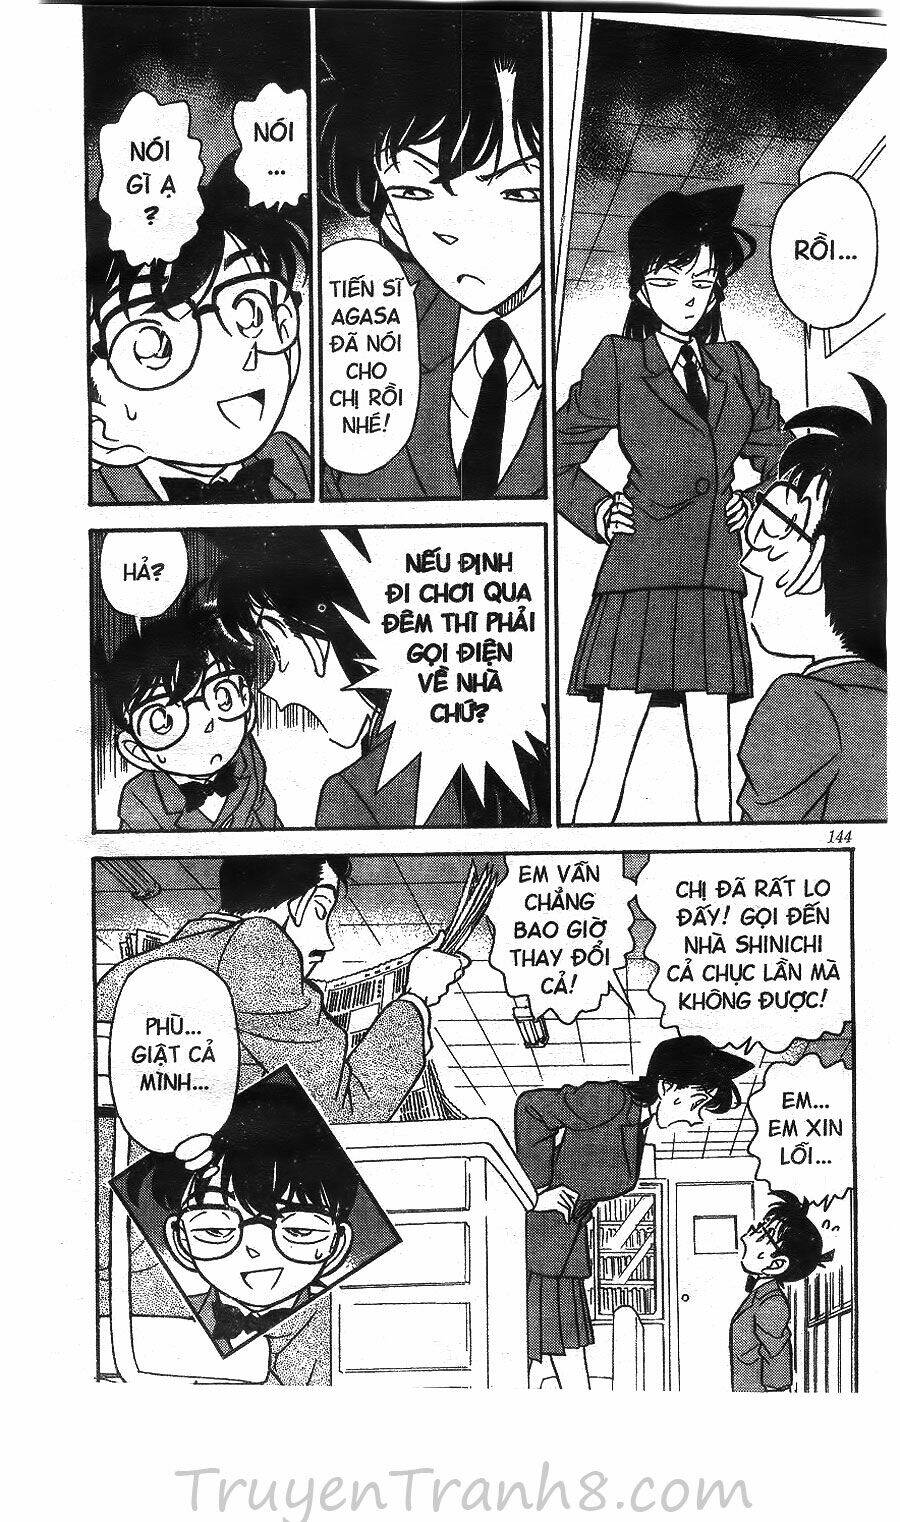 RỒI...
TIẾN SĨ
AGASA
ĐÃ NÓI
CHO
CHỊ RỒI
NHÉ!
NÓI
...
NÓI
GÌ Ạ
?
NẾU ĐỊNH
ĐI CHƠI QUA
ĐÊM THÌ PHẢI
GỌI ĐIỆN
VỀ NHÀ
CHỨ?
HẢ?
144
CHỊ ĐÃ RẤT LO
ĐẤY! GỌI ĐẾN
NHÀ SHINICHI
CẢ CHỤC LẦN MÀ
KHÔNG ĐƯỢC!
EM VẪN
CHẲNG
BAO GIỜ
THAY ĐỔI
CẢ!
EM...
EM XIN
LỖI...
PHÙ...
GIẬT CẢ
MÌNH...
TruyenTranh8.com